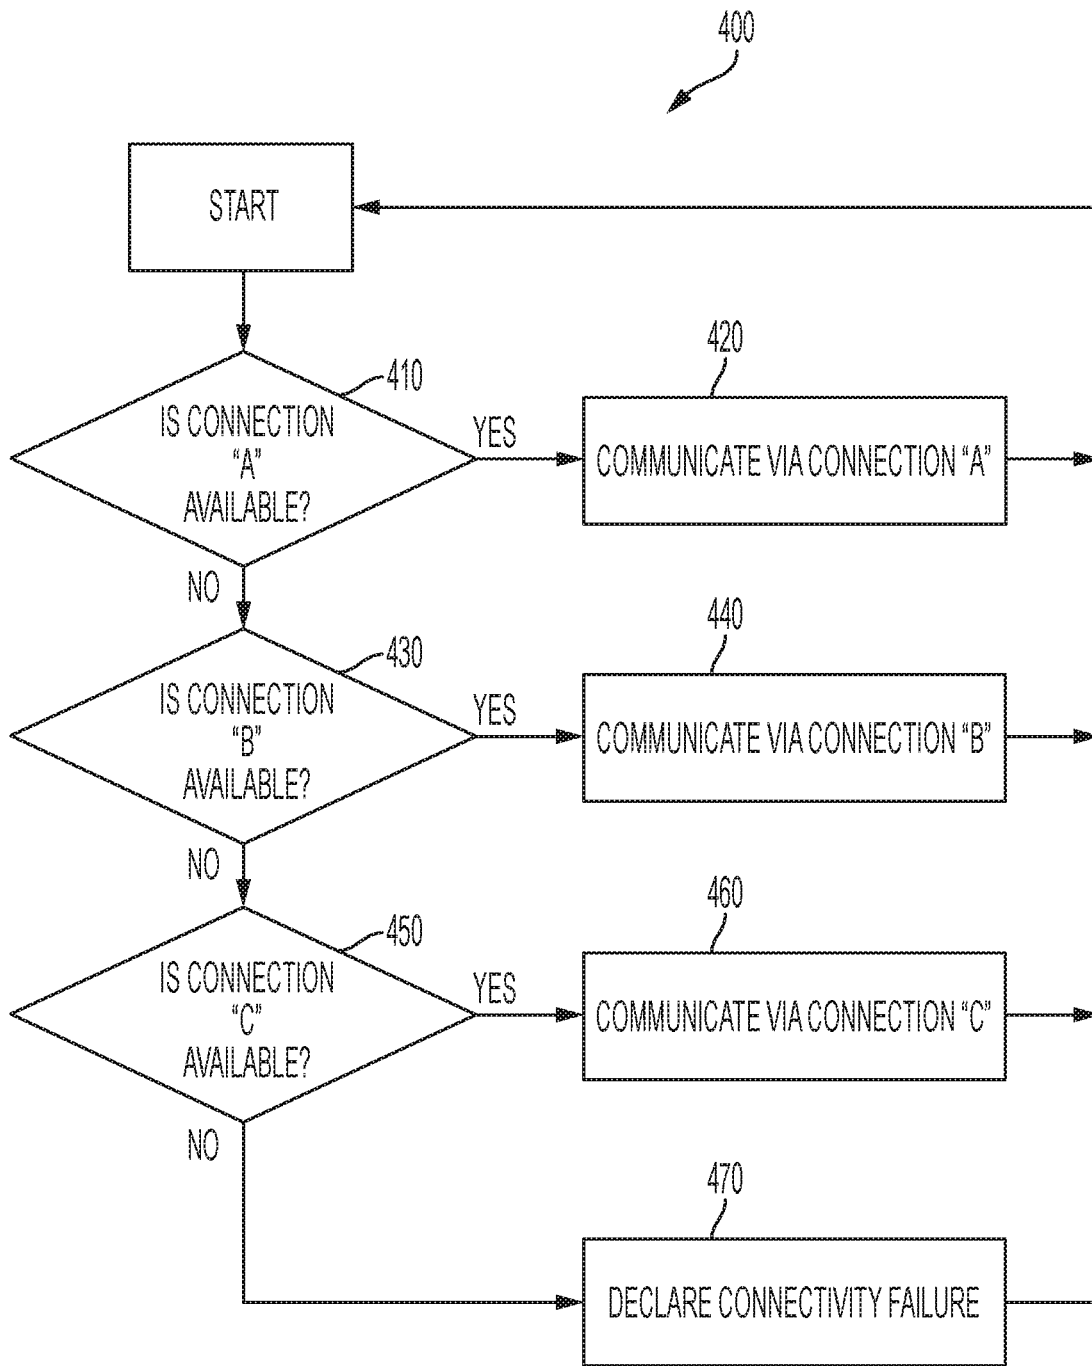 400
START
410
IS CONNECTION
“A”
AVAILABLE?
YES
420
COMMUNICATE VIA CONNECTION “A”
NO
430
IS CONNECTION
“B”
AVAILABLE?
YES
440
COMMUNICATE VIA CONNECTION “B”
NO
450
IS CONNECTION
“C”
AVAILABLE?
YES
460
COMMUNICATE VIA CONNECTION “C”
NO
470
DECLARE CONNECTIVITY FAILURE